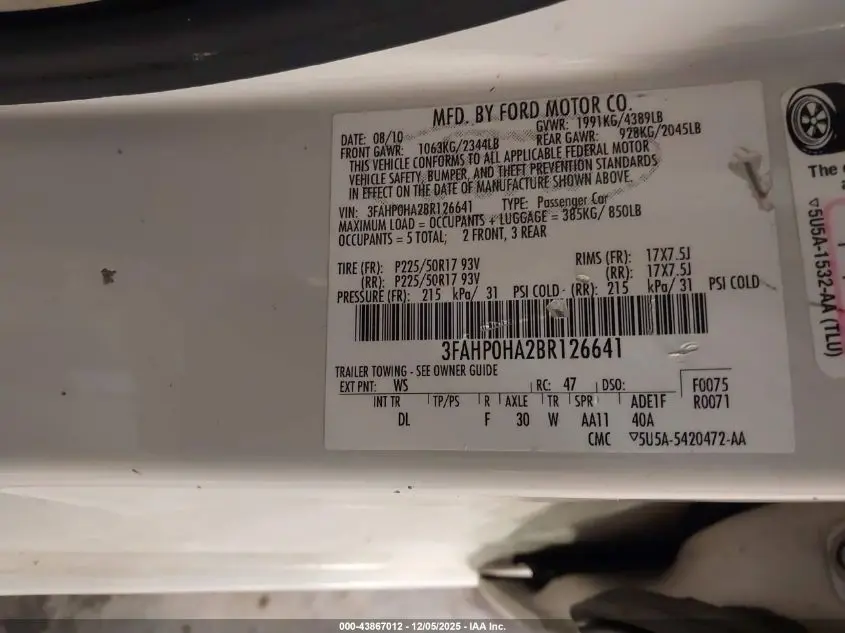 MFD. BY FORD MOTOR CO.
DATE: 08/10 GVWR: 1991KG/4389LB
FRONT GAWR: 1063KG/2344LB REAR GAWR: 928KG/2045LB
THIS VEHICLE CONFORMS TO ALL APPLICABLE FEDERAL MOTOR
VEHICLE SAFETY, BUMPER, AND THEFT PREVENTION STANDARDS
IN EFFECT ON THE DATE OF MANUFACTURE SHOWN ABOVE.
VIN: 3FAHP0HA2BR126641 TYPE: Passenger Car
MAXIMUM LOAD = OCCUPANTS + LUGGAGE = 385KG/ 850LB
OCCUPANTS = 5 TOTAL; 2 FRONT, 3 REAR
TIRE (FR): P225/50R17 93V RIMS (FR): 17X7.5J
(RR): P225/50R17 93V (RR): 17X7.5J
PRESSURE (FR): 215 kPa/ 31 PSI COLD - (RR): 215 kPa/ 31 PSI COLD
3FAHP0HA2BR126641
TRAILER TOWING - SEE OWNER GUIDE
EXT PNT: WS RC: 47 DSO: F0075
INT TR TP/PS R AXLE TR SPR ADE1F R0071
DL F 30 W AA11 40A
CMC ▽5U5A-5420472-AA
The
▽5U5A-1532-AA (TLU)
000-43867012 - 12/05/2025 - IAA Inc.